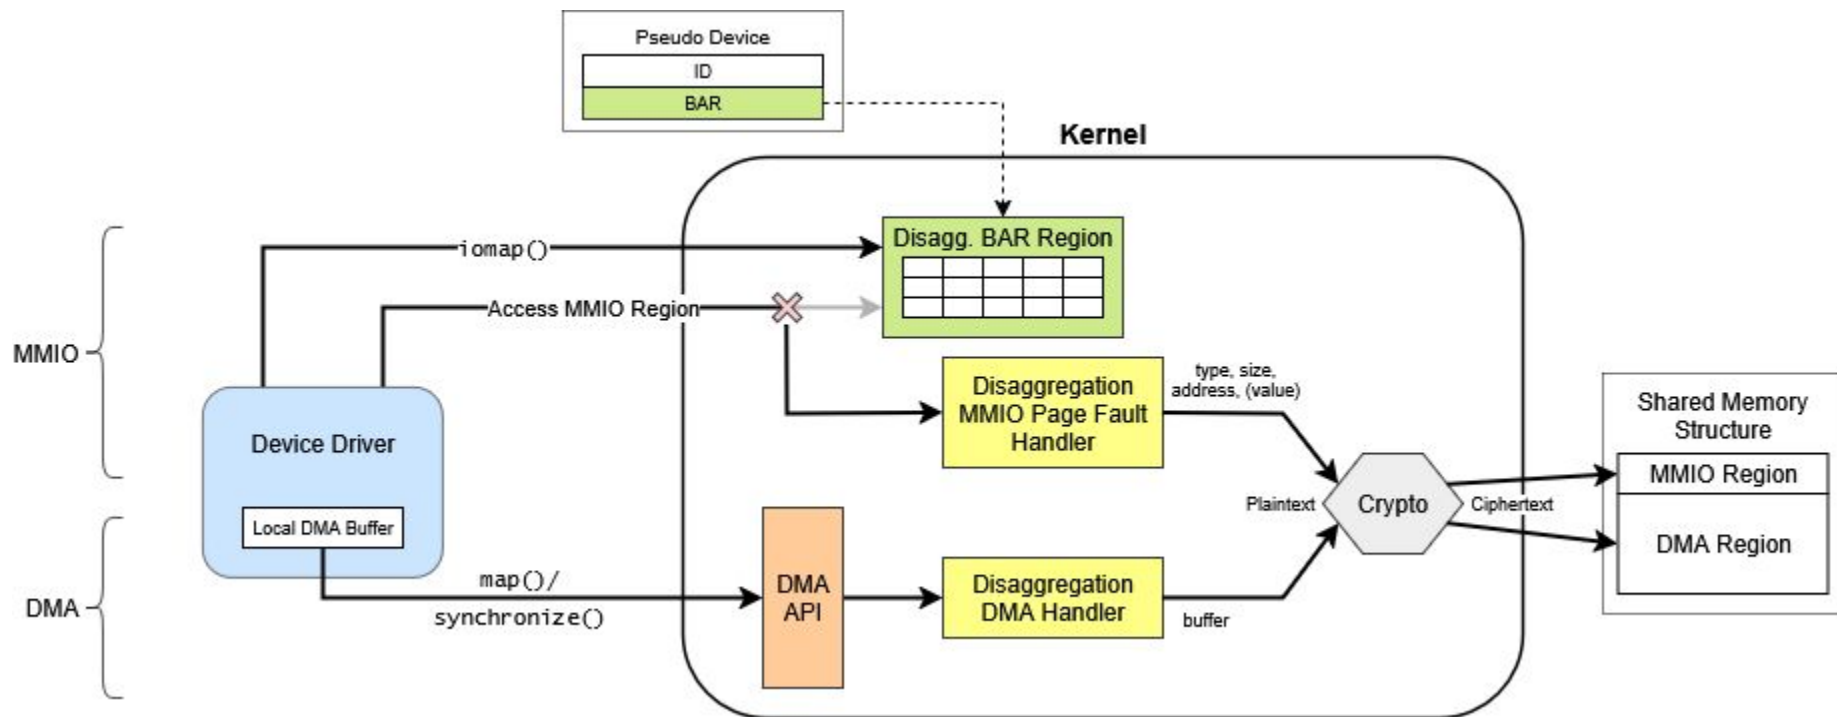 Pseudo Device
ID
BAR
Kernel
iomap()
Disagg. BAR Region
Access MMIO Region
MMIO
Disaggregation
MMIO Page Fault
Handler
type, size,
address, (value)
Shared Memory
Structure
MMIO Region
DMA Region
Device Driver
Local DMA Buffer
Plaintext
Crypto
Ciphertext
DMA
map()/
synchronize()
DMA
API
Disaggregation
DMA Handler
buffer